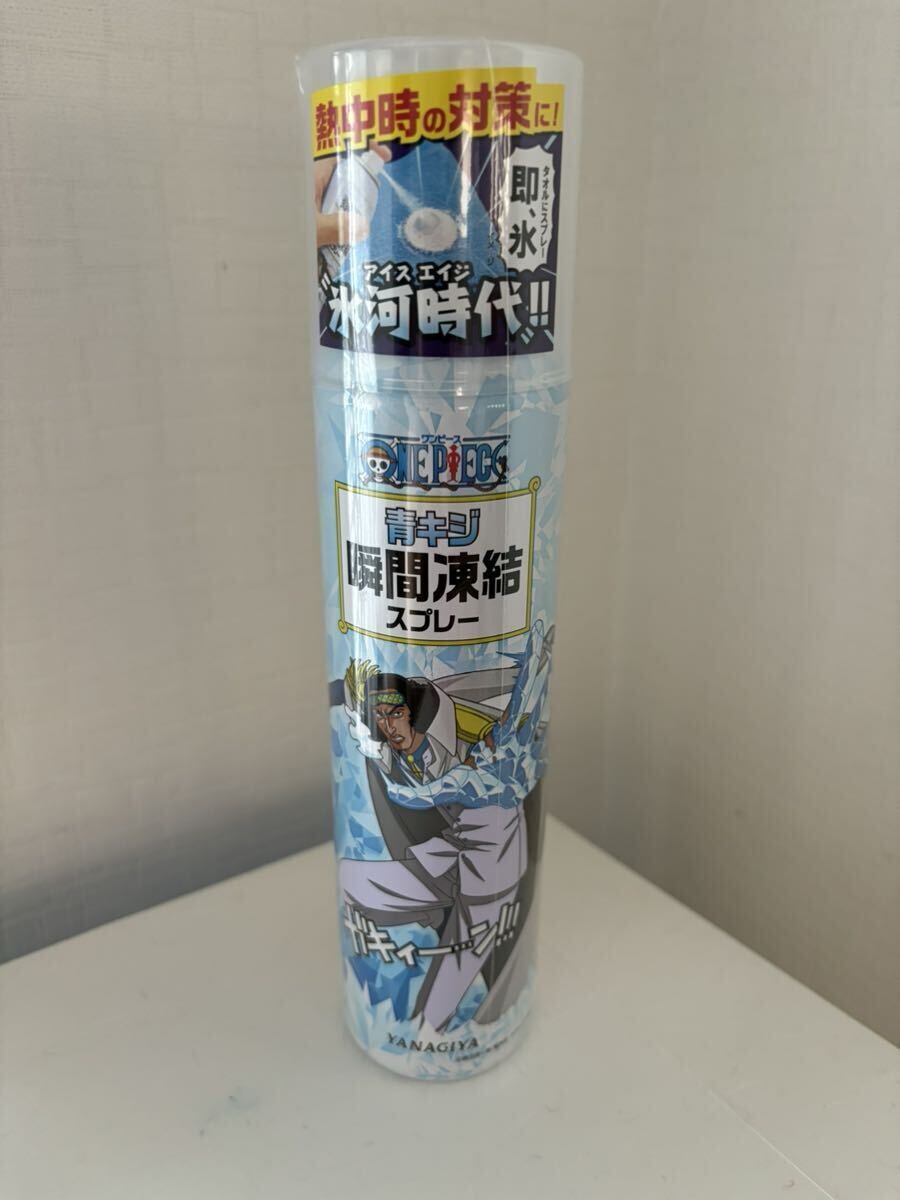 熱中時の対策に!
タオルにスプレー
即、氷
アイス エイジ
"氷河時代"!!
ワンピース
ONE PIECE
青キジ
瞬間凍結
スプレー
ガキィーーン!!!
YANAGIYA